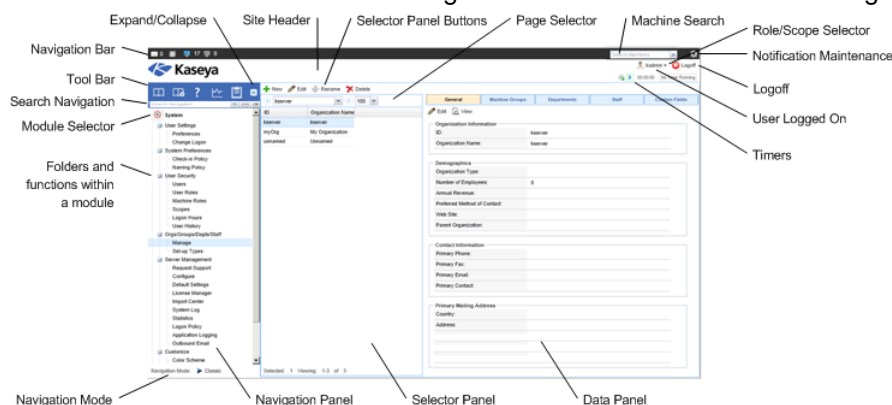 Expand/Collapse
Site Header
Selector Panel Buttons
Page Selector
Machine Search
Role/Scope Selector
Navigation Bar
Notification Maintenance
Tool Bar
Search Navigation
Logoff
Module Selector
User Logged On
Timers
Folders and
functions within
a module
17
Kaseya
kadmin
Logoff
New Edit Rename Delete
kserver 100
ID Organization Name
kserver kserver
myOrg My Organization
unnamed Unnamed
Selected: 1 Viewing: 1-3 of 3
System
User Settings
Preferences
Change Logon
System Preferences
Check-in Policy
Naming Policy
User Security
Users
User Roles
Machine Roles
Scopes
Logon Hours
User History
Orgs/Groups/Depts/Staff
Manage
Set-up Types
Server Management
Request Support
Configure
Default Settings
License Manager
Import Center
System Log
Statistics
Logon Policy
Application Logging
Outbound Email
Customize
Color Scheme
Navigation Mode: Classic
General Machine Groups Departments Staff Custom Fields
Edit View
Organization Information
ID: kserver
Organization Name: kserver
Demographics
Organization Type:
Number of Employees: 0
Annual Revenue:
Preferred Method of Contact:
Web Site:
Parent Organization:
Contact Information
Primary Phone:
Primary Fax:
Primary Email:
Primary Contact:
Primary Mailing Address
Country:
Address:
Navigation Mode
Navigation Panel
Selector Panel
Data Panel